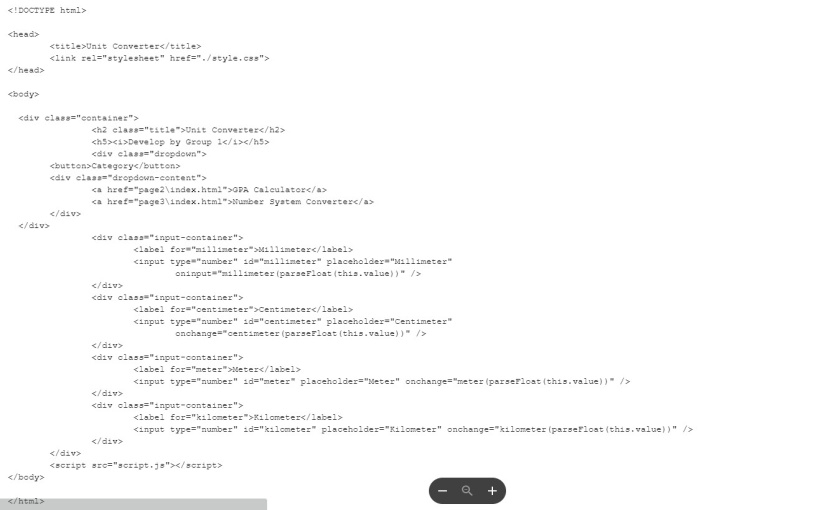 <!DOCTYPE html>
<head>
<title>Unit Converter</title>
<link rel="stylesheet" href="./style.css">
</head>
<body>
<div class="container">
<h2 class="title">Unit Converter</h2>
<h5><i>Develop by Group 1</i></h5>
<div class="dropdown">
<button>Category</button>
<div class="dropdown-content">
<a href="page2\index.html">GPA Calculator</a>
<a href="page3\index.html">Number System Converter</a>
</div>
</div>
<div class="input-container">
<label for="millimeter">Millimeter</label>
<input type="number" id="millimeter" placeholder="Millimeter"
oninput="millimeter(parseFloat(this.value))" />
</div>
<div class="input-container">
<label for="centimeter">Centimeter</label>
<input type="number" id="centimeter" placeholder="Centimeter"
onchange="centimeter(parseFloat(this.value))" />
</div>
<div class="input-container">
<label for="meter">Meter</label>
<input type="number" id="meter" placeholder="Meter" onchange="meter(parseFloat(this.value))" />
</div>
<div class="input-container">
<label for="kilometer">Kilometer</label>
<input type="number" id="kilometer" placeholder="Kilometer" onchange="kilometer(parseFloat(this.value))" />
</div>
</div>
<script src="script.js"></script>
</body>
</html>